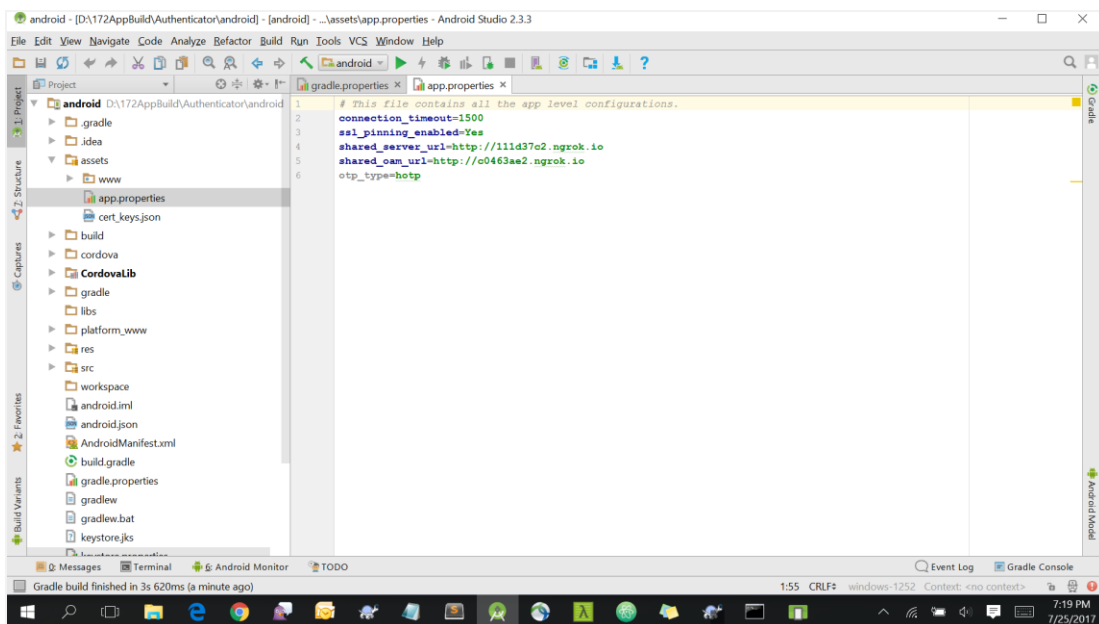 android - [D:\172AppBuild\Authenticator\android] - [android] - ...\assets\app.properties - Android Studio 2.3.3
File Edit View Navigate Code Analyze Refactor Build Run Tools VCS Window Help
android
Project
gradle.properties × app.properties ×
1: Project
7: Structure
Captures
2: Favorites
Build Variants
android D:\172AppBuild\Authenticator\android
.gradle
.idea
assets
www
app.properties
cert_keys.json
build
cordova
CordovaLib
gradle
libs
platform_www
res
src
workspace
android.iml
android.json
AndroidManifest.xml
build.gradle
gradle.properties
gradlew
gradlew.bat
keystore.jks
1 # This file contains all the app level configurations.
2 connection_timeout=1500
3 ssl_pinning_enabled=Yes
4 shared_server_url=http://111d37c2.ngrok.io
5 shared_oam_url=http://c0463ae2.ngrok.io
6 otp_type=hotp
Gradle
Android Model
0: Messages Terminal 6: Android Monitor TODO Event Log Gradle Console
Gradle build finished in 3s 620ms (a minute ago) 1:55 CRLF÷ windows-1252 Context: <no context>
7:19 PM
7/25/2017